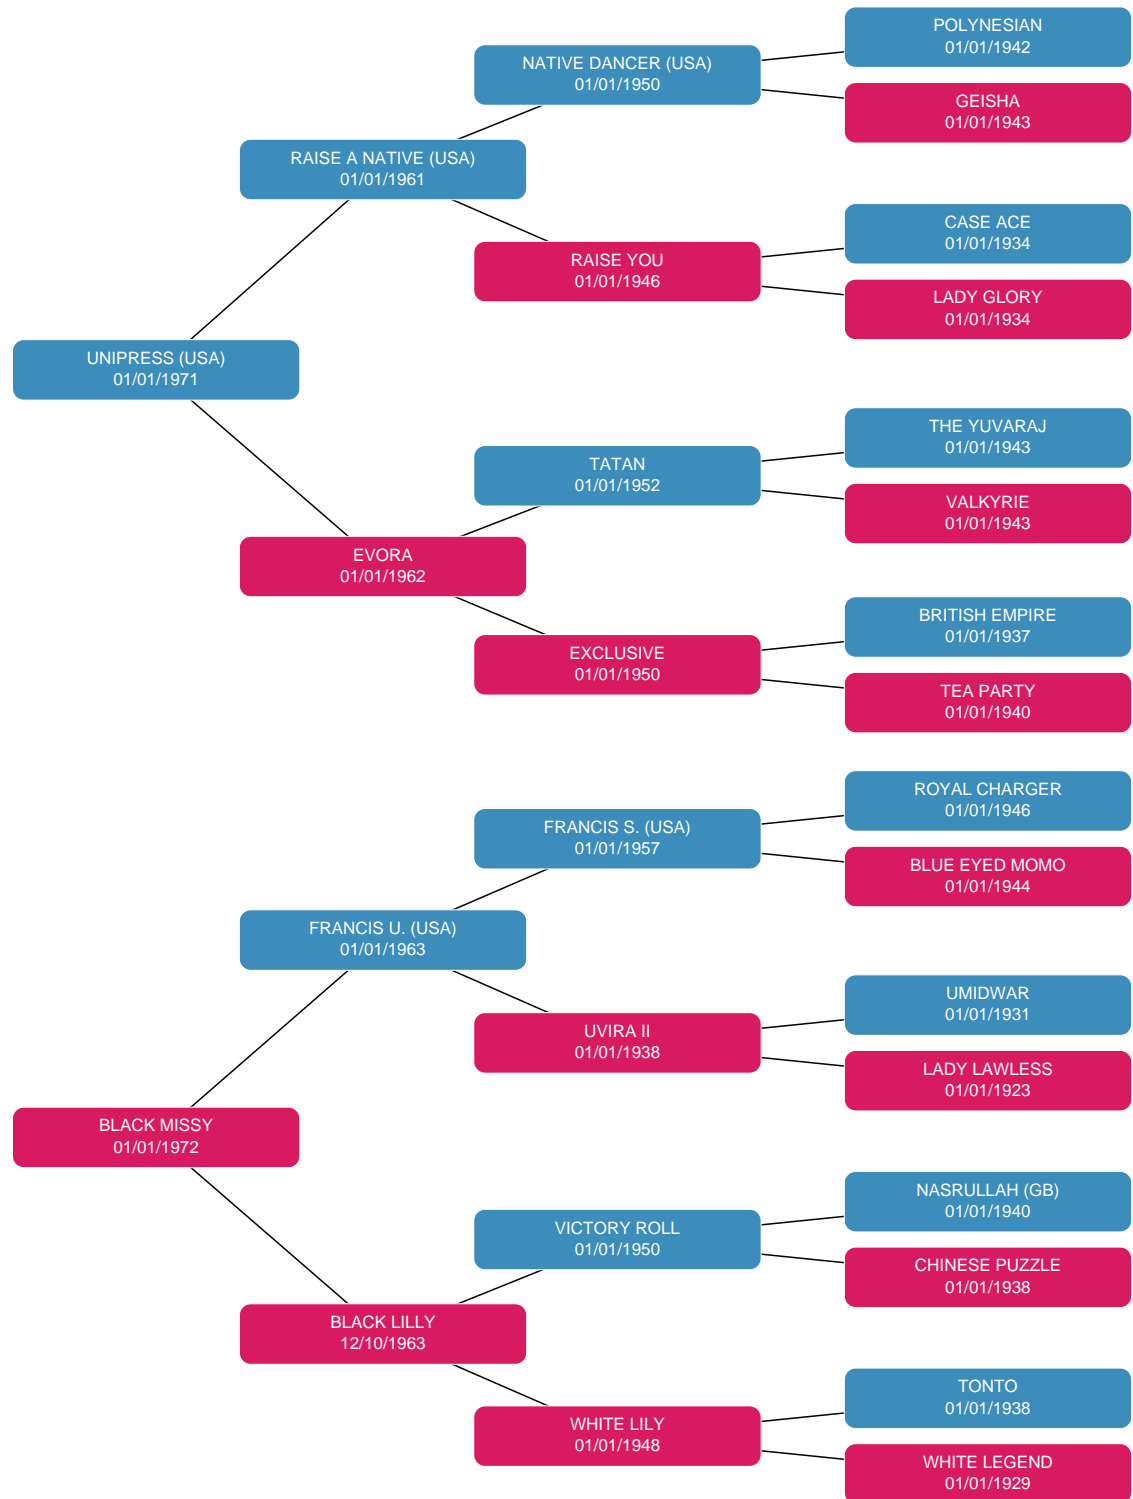 POLYNESIAN
01/01/1942
NATIVE DANCER (USA)
01/01/1950
GEISHA
01/01/1943
RAISE A NATIVE (USA)
01/01/1961
CASE ACE
01/01/1934
RAISE YOU
01/01/1946
LADY GLORY
01/01/1934
UNIPRESS (USA)
01/01/1971
THE YUVARAJ
01/01/1943
TATAN
01/01/1952
VALKYRIE
01/01/1943
EVORA
01/01/1962
BRITISH EMPIRE
01/01/1937
EXCLUSIVE
01/01/1950
TEA PARTY
01/01/1940
ROYAL CHARGER
01/01/1946
FRANCIS S. (USA)
01/01/1957
BLUE EYED MOMO
01/01/1944
FRANCIS U. (USA)
01/01/1963
UMIDWAR
01/01/1931
UVIRA II
01/01/1938
LADY LAWLESS
01/01/1923
BLACK MISSY
01/01/1972
NASRULLAH (GB)
01/01/1940
VICTORY ROLL
01/01/1950
CHINESE PUZZLE
01/01/1938
BLACK LILLY
12/10/1963
TONTO
01/01/1938
WHITE LILY
01/01/1948
WHITE LEGEND
01/01/1929